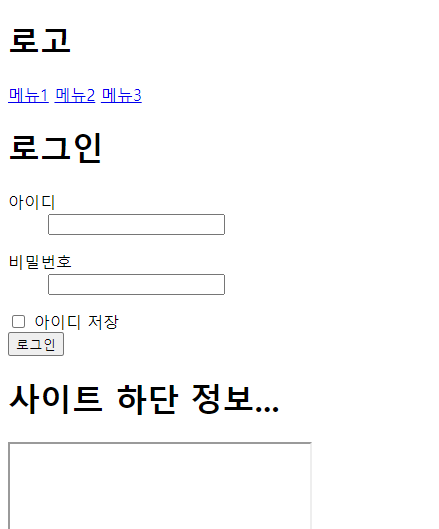 로고
메뉴1 메뉴2 메뉴3
로그인
아이디
비밀번호
아이디 저장
로그인
사이트 하단 정보...